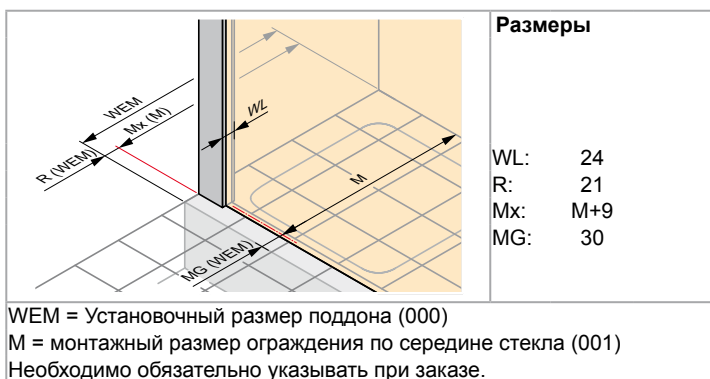 Размеры
WEM
Mx (M)
R (WEM)
WL
M
MG (WEM)
WL: 24
R: 21
Mx: M+9
MG: 30
WEM = Установочный размер поддона (000)
M = монтажный размер ограждения по середине стекла (001)
Необходимо обязательно указывать при заказе.